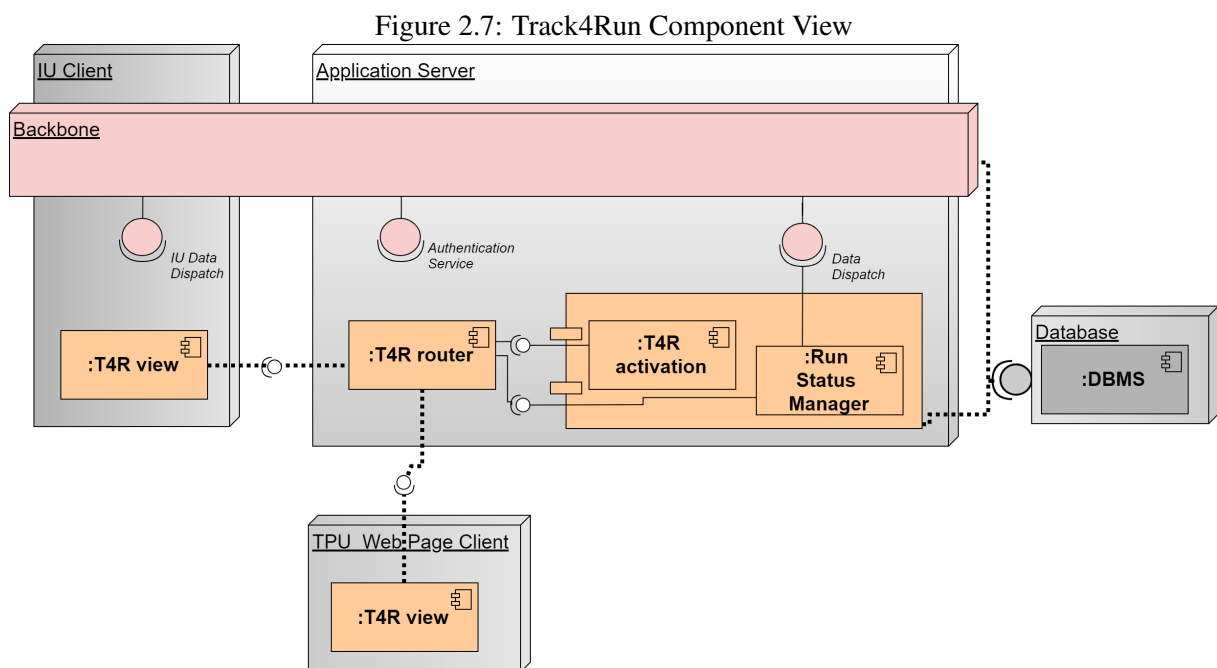 Figure 2.7: Track4Run Component View
IU Client
Application Server
Backbone
IU Data
Dispatch
Authentication
Service
Data
Dispatch
:T4R view
:T4R router
:T4R
activation
:Run
Status
Manager
Database
:DBMS
TPU Web Page Client
:T4R view